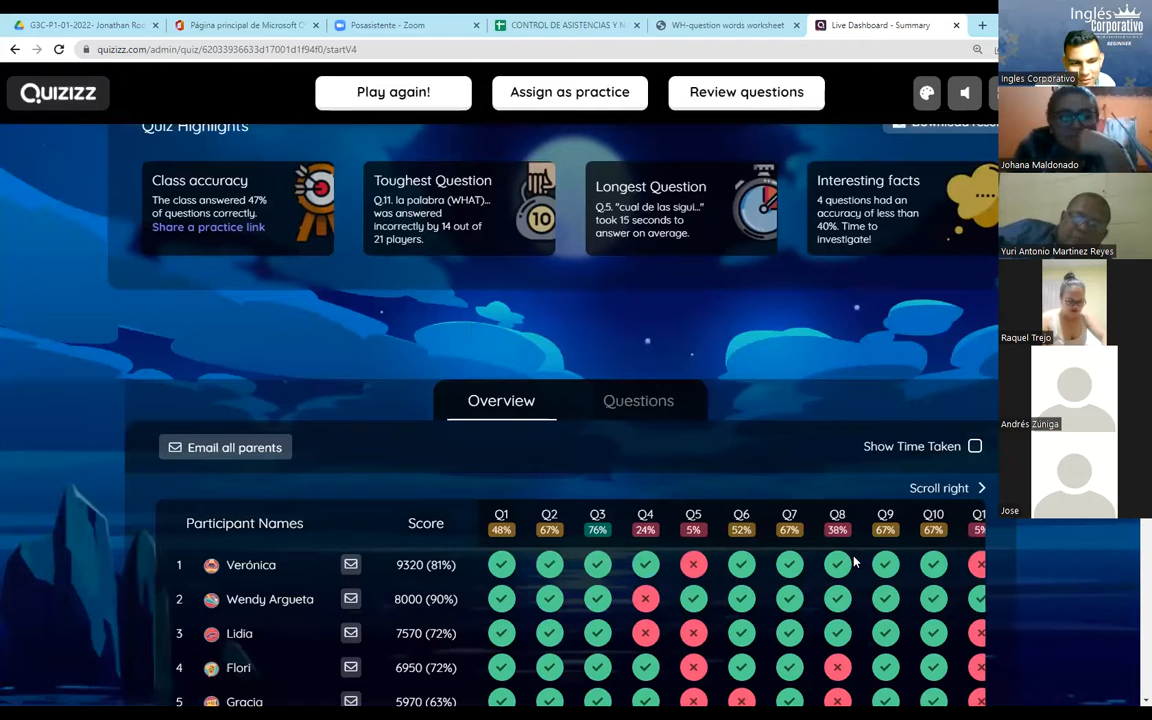 G3C-P1-01-2022- Jonathan Ro
Página principal de Microsoft C
Posasistente - Zoom
CONTROL DE ASISTENCIAS Y N
WH-question words worksheet
Live Dashboard - Summary
quizizz.com/admin/quiz/62033936633d17001d1f94f0/startV4
Quizizz
Play again!
Assign as practice
Review questions
Quiz Highlights
Class accuracy
The class answered 47%
of questions correctly.
Share a practice link
Toughest Question
Q.11. la palabra (WHAT)...
was answered
incorrectly by 14 out of
21 players.
10
Longest Question
Q.5. "cual de las sigui..."
took 15 seconds to
answer on average.
Interesting facts
4 questions had an
accuracy of less than
40%. Time to
investigate!
Overview
Questions
Email all parents
Show Time Taken
Scroll right
Participant Names Score Q1 Q2 Q3 Q4 Q5 Q6 Q7 Q8 Q9 Q10
48% 67% 76% 24% 5% 52% 67% 38% 67% 67% 5%
1 Verónica 9320 (81%)
2 Wendy Argueta 8000 (90%)
3 Lidia 7570 (72%)
4 Flori 6950 (72%)
5 Gracia 5970 (63%)
Inglés
Corporativo
BEGINNER
Ingles Corporativo
Johana Maldonado
Yuri Antonio Martinez Reyes
Raquel Trejo
Andrés Zúniga
Jose